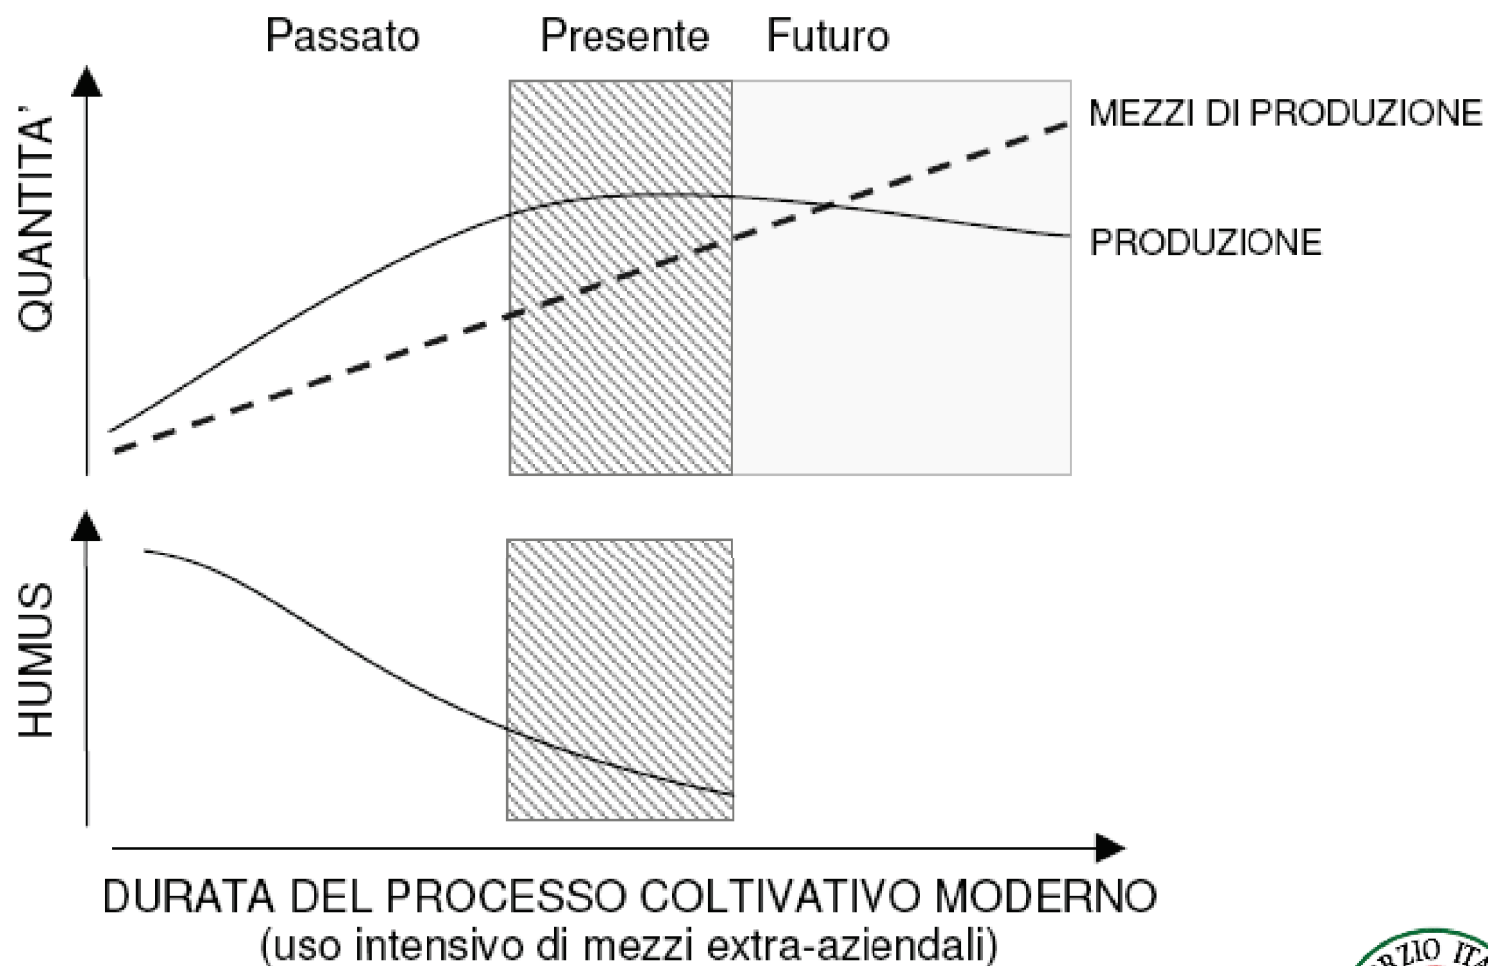 Passato Presente Futuro
QUANTITA'
MEZZI DI PRODUZIONE
PRODUZIONE
HUMUS
DURATA DEL PROCESSO COLTIVATIVO MODERNO
(uso intensivo di mezzi extra-aziendali)